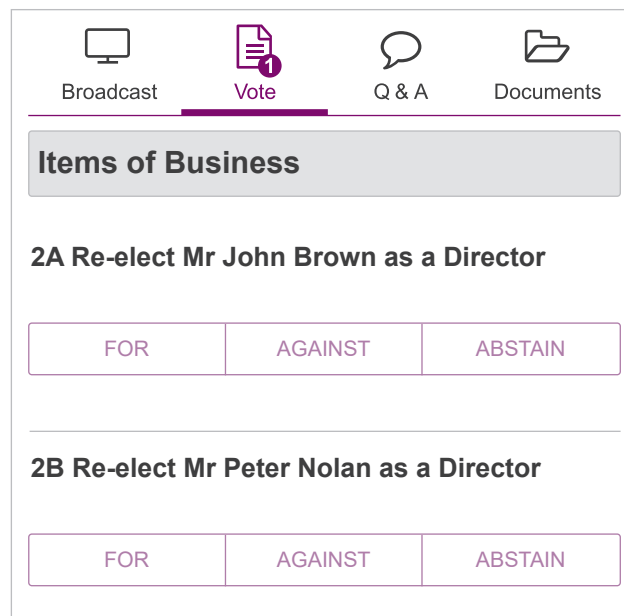 1
Broadcast Vote Q & A Documents
Items of Business
2A Re-elect Mr John Brown as a Director
FOR AGAINST ABSTAIN
2B Re-elect Mr Peter Nolan as a Director
FOR AGAINST ABSTAIN